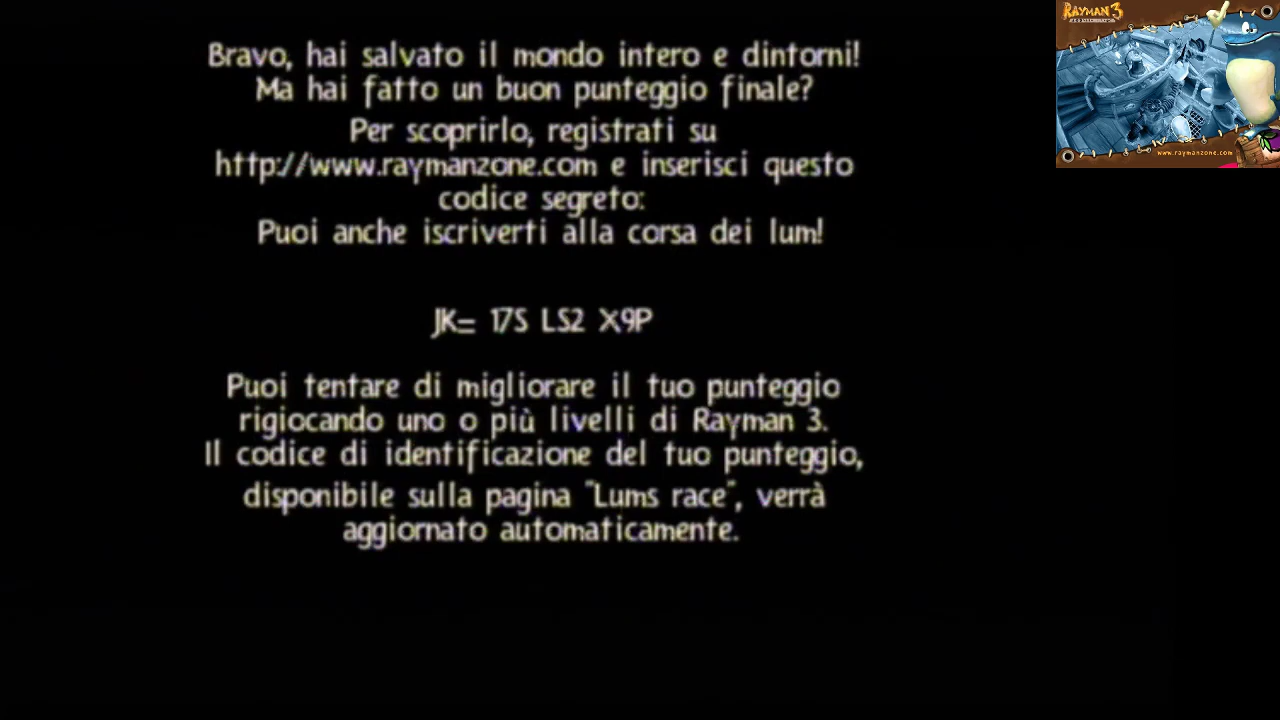 Bravo, hai salvato il mondo intero e dintorni!
Ma hai fatto un buon punteggio finale?
Per scoprirlo, registrati su
http://www.raymanzone.com e inserisci questo
codice segreto:
Puoi anche iscriverti alla corsa dei lum!
JK= 17S LS2 X9P
Puoi tentare di migliorare il tuo punteggio
rigiocando uno o più livelli di Rayman 3.
Il codice di identificazione del tuo punteggio,
disponibile sulla pagina "Lums race", verrà
aggiornato automaticamente.
RAYMAN 3
www.raymanzone.com